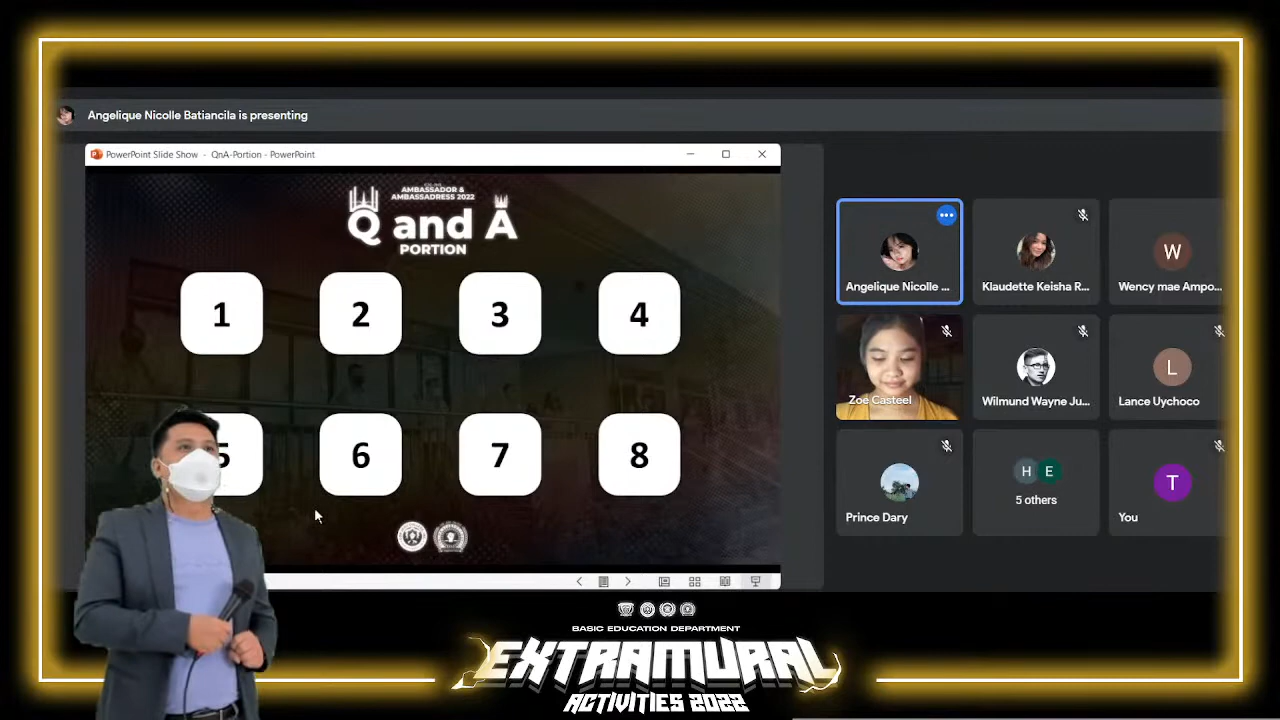 Angelique Nicolle Batiancila is presenting
PowerPoint Slide Show - QnA-Portion - PowerPoint
AMBASSADOR &
AMBASSADRESS 2022
Q and A
PORTION
1
2
3
4
5
6
7
8
Angelique Nicolle ...
Klaudette Keisha R...
W
Wency mae Ampo...
Zoe Casteel
Wilmund Wayne Ju...
L
Lance Uychoco
Prince Dary
H E
5 others
T
You
BASIC EDUCATION DEPARTMENT
EXTRAMURAL
ACTIVITIES 2022